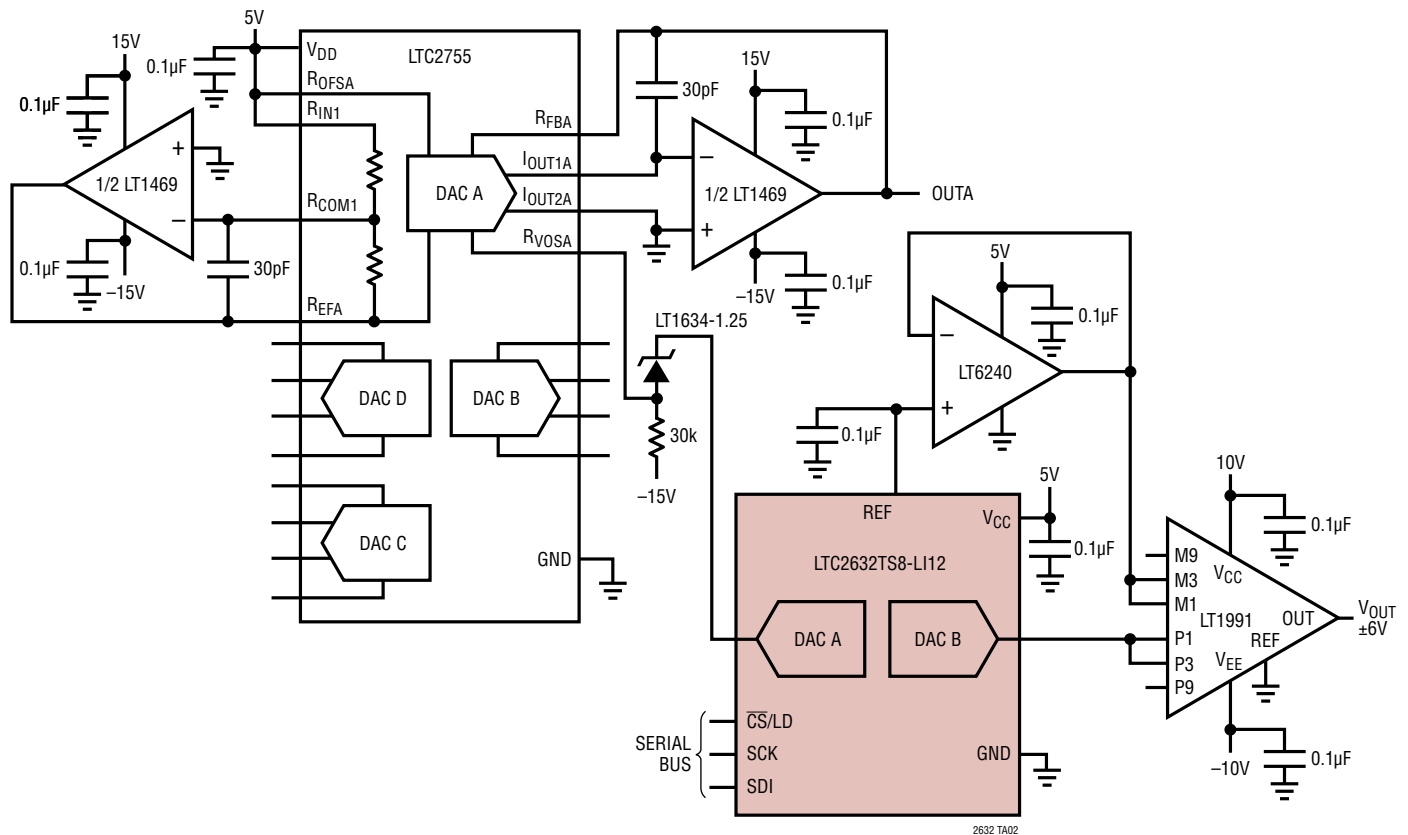 5V
15V
0.1µF
0.1µF
VDD
LTC2755
ROFSA
RIN1
RCOM1
REFA
+
1/2 LT1469
–
0.1µF
–15V
30pF
DAC A
RFBA
IOUT1A
IOUT2A
RVOSA
30pF
15V
0.1µF
–
1/2 LT1469
+
OUTA
–15V
0.1µF
LT1634-1.25
30k
–15V
DAC D
DAC B
DAC C
GND
5V
0.1µF
–
LT6240
+
0.1µF
REF
VCC
5V
0.1µF
LTC2632TS8-LI12
DAC A
DAC B
SERIAL
BUS
CS/LD
SCK
SDI
GND
10V
0.1µF
M9
M3
M1
P1
P3
P9
VCC
LT1991
OUT
REF
VEE
VOUT
±6V
–10V
0.1µF
2632 TA02